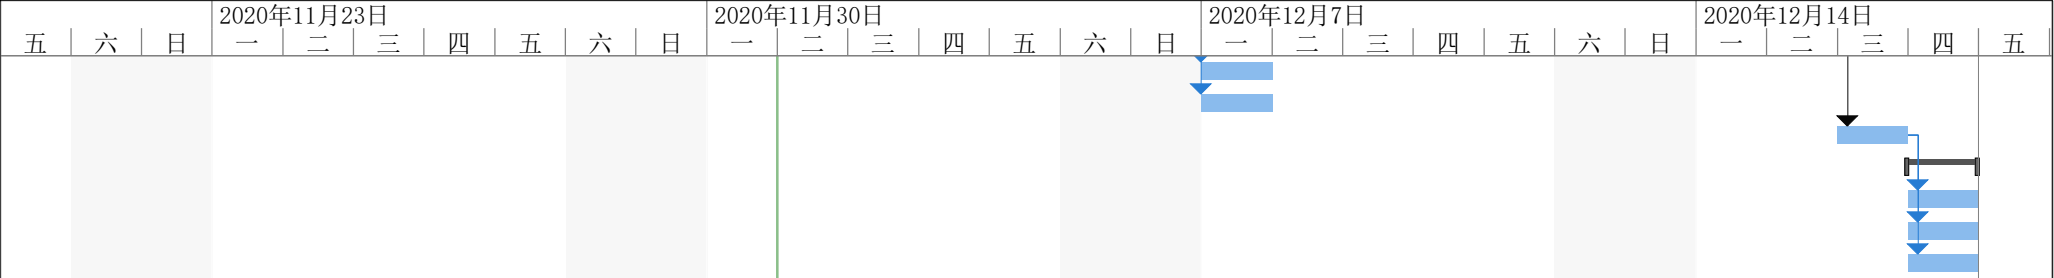 2020年11月23日 2020年11月30日 2020年12月7日 2020年12月14日
五 六 日 一 二 三 四 五 六 日 一 二 三 四 五 六 日 一 二 三 四 五 六 日 一 二 三 四 五